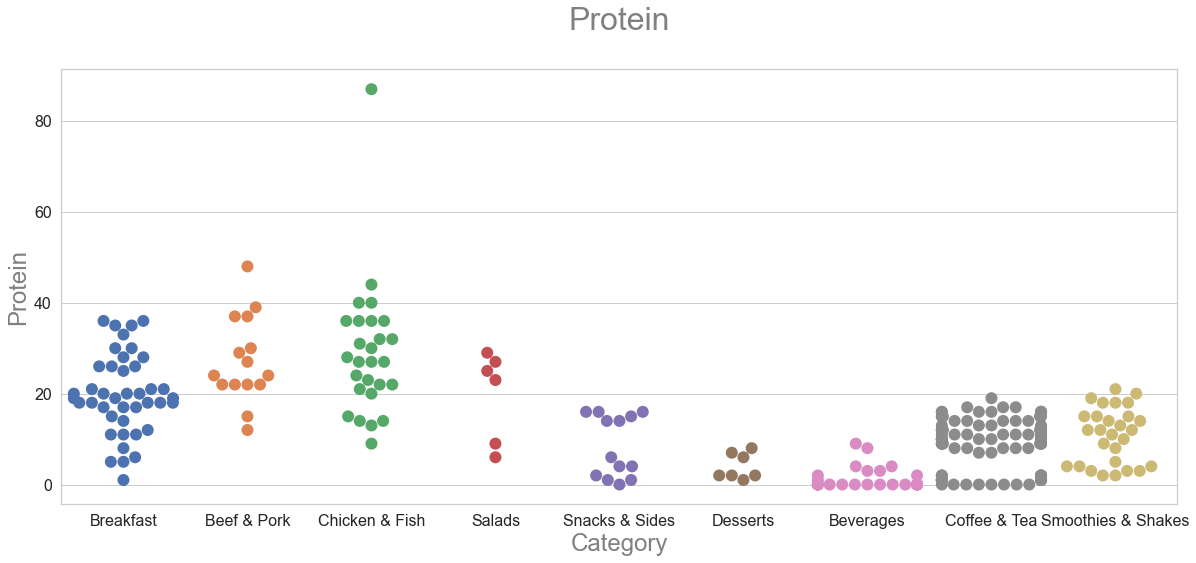 Protein
Protein
80
60
40
20
0
Breakfast
Beef & Pork
Chicken & Fish
Salads
Snacks & Sides
Desserts
Beverages
Coffee & Tea
Smoothies & Shakes
Category